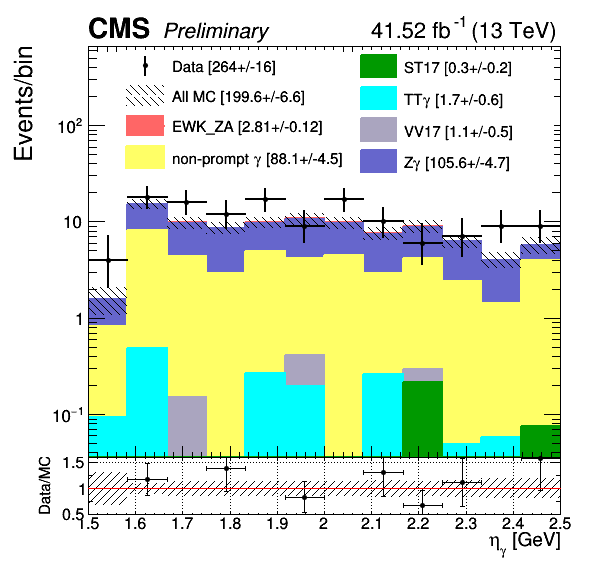 CMS Preliminary 41.52 fb⁻¹ (13 TeV)
Events/bin
Data [264+/-16]
All MC [199.6+/-6.6]
EWK_ZA [2.81+/-0.12]
non-prompt γ [88.1+/-4.5]
ST17 [0.3+/-0.2]
TTγ [1.7+/-0.6]
VV17 [1.1+/-0.5]
Zγ [105.6+/-4.7]
10²
10
1
10⁻¹
Data/MC
1.5
1
0.5
1.5 1.6 1.7 1.8 1.9 2 2.1 2.2 2.3 2.4 2.5
η_γ [GeV]